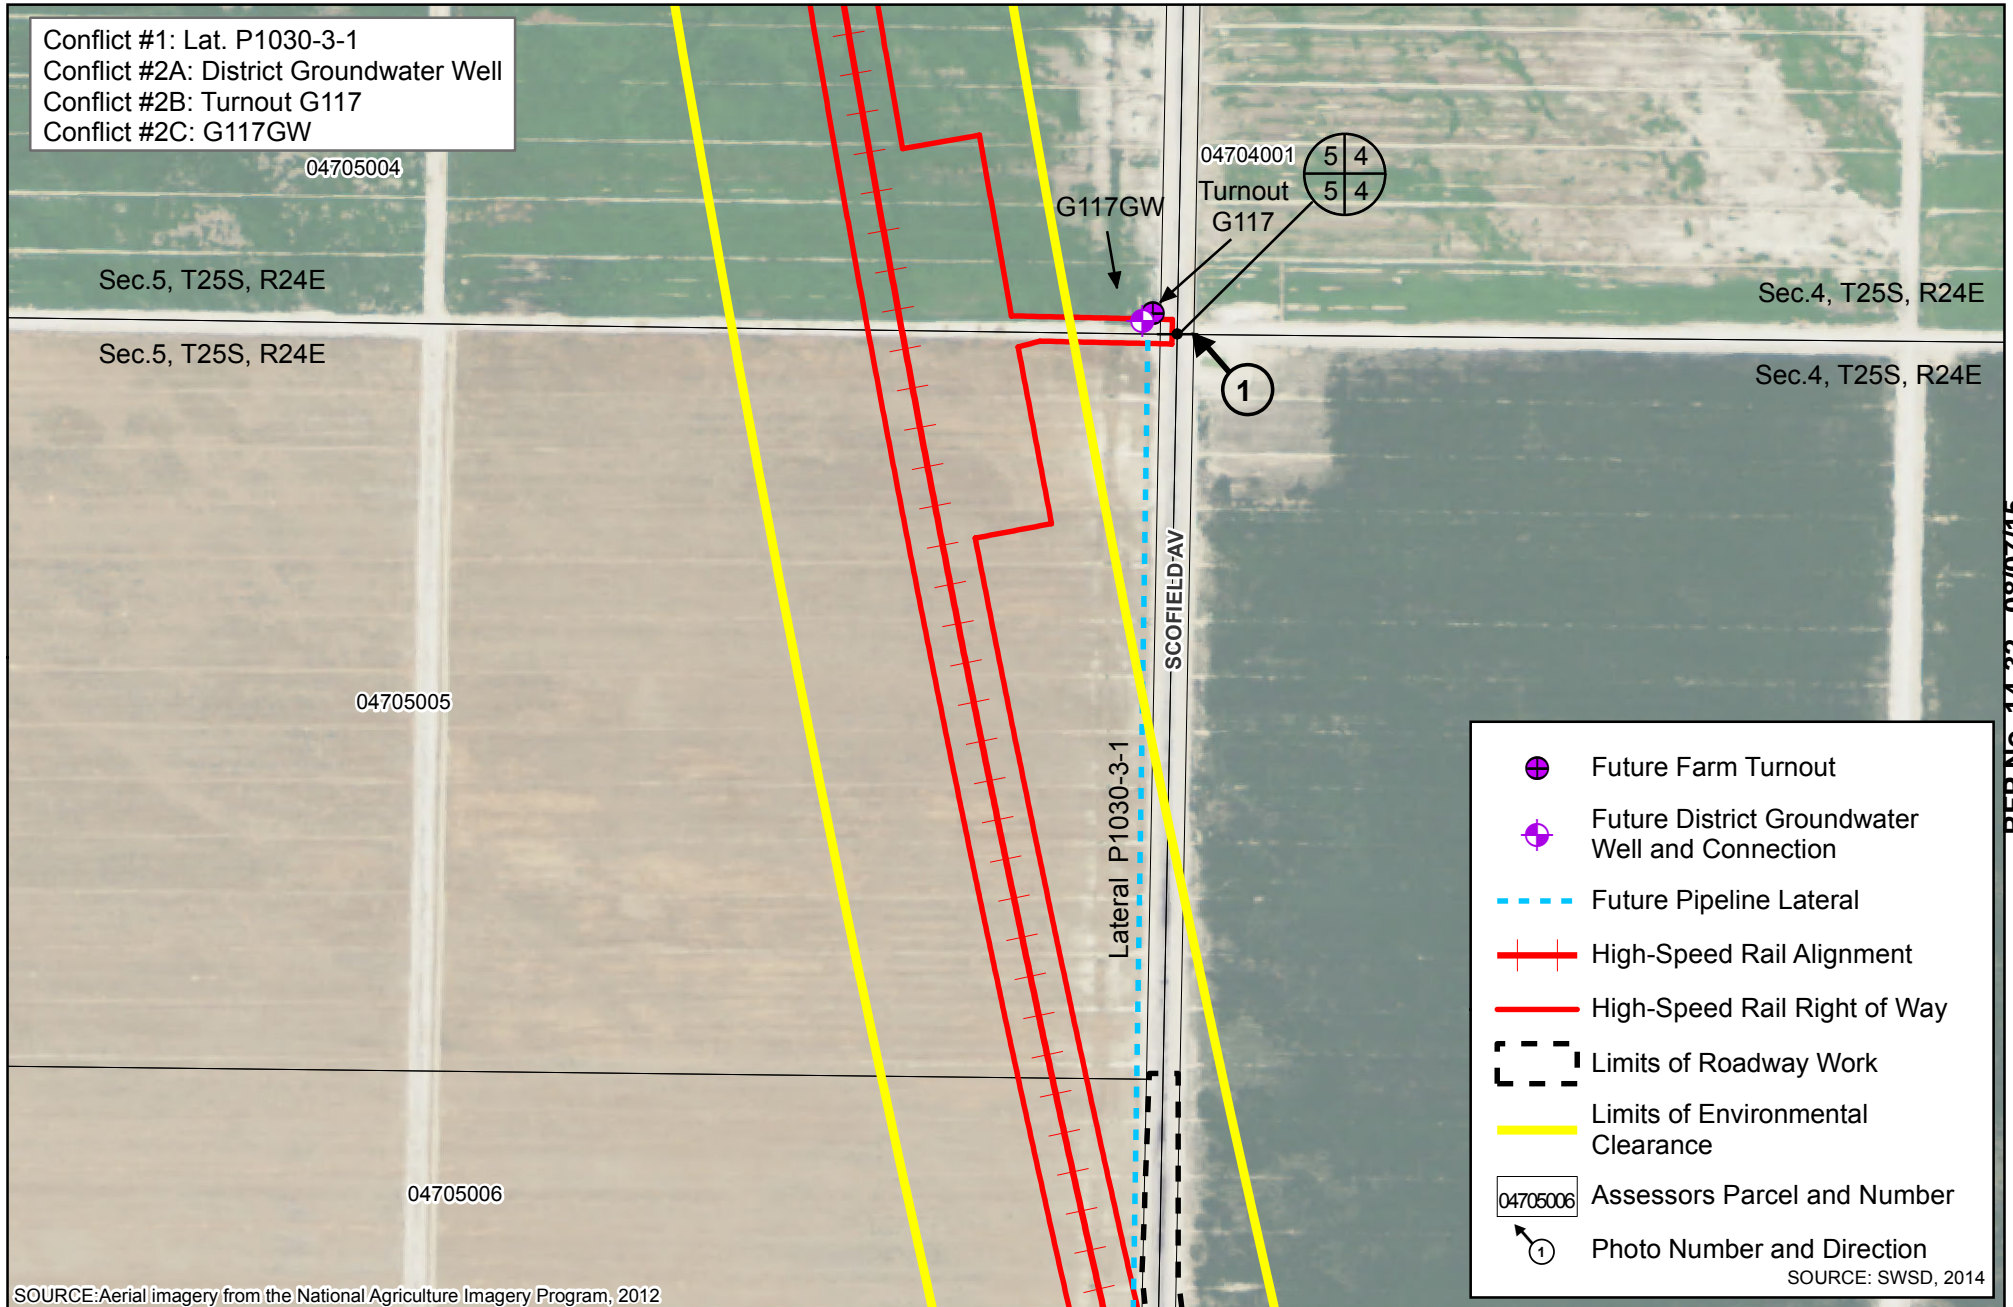 Conflict #1: Lat. P1030-3-1
Conflict #2A: District Groundwater Well
Conflict #2B: Turnout G117
Conflict #2C: G117GW
04705004
04704001
5 4
5 4
G117GW
Turnout
G117
Sec.5, T25S, R24E
Sec.4, T25S, R24E
Sec.5, T25S, R24E
Sec.4, T25S, R24E
1
SCOFIELD AV
04705005
Lateral P1030-3-1
04705006
Future Farm Turnout
Future District Groundwater
Well and Connection
Future Pipeline Lateral
High-Speed Rail Alignment
High-Speed Rail Right of Way
Limits of Roadway Work
Limits of Environmental
Clearance
04705006 Assessors Parcel and Number
1 Photo Number and Direction
SOURCE: SWSD, 2014
SOURCE:Aerial imagery from the National Agriculture Imagery Program, 2012